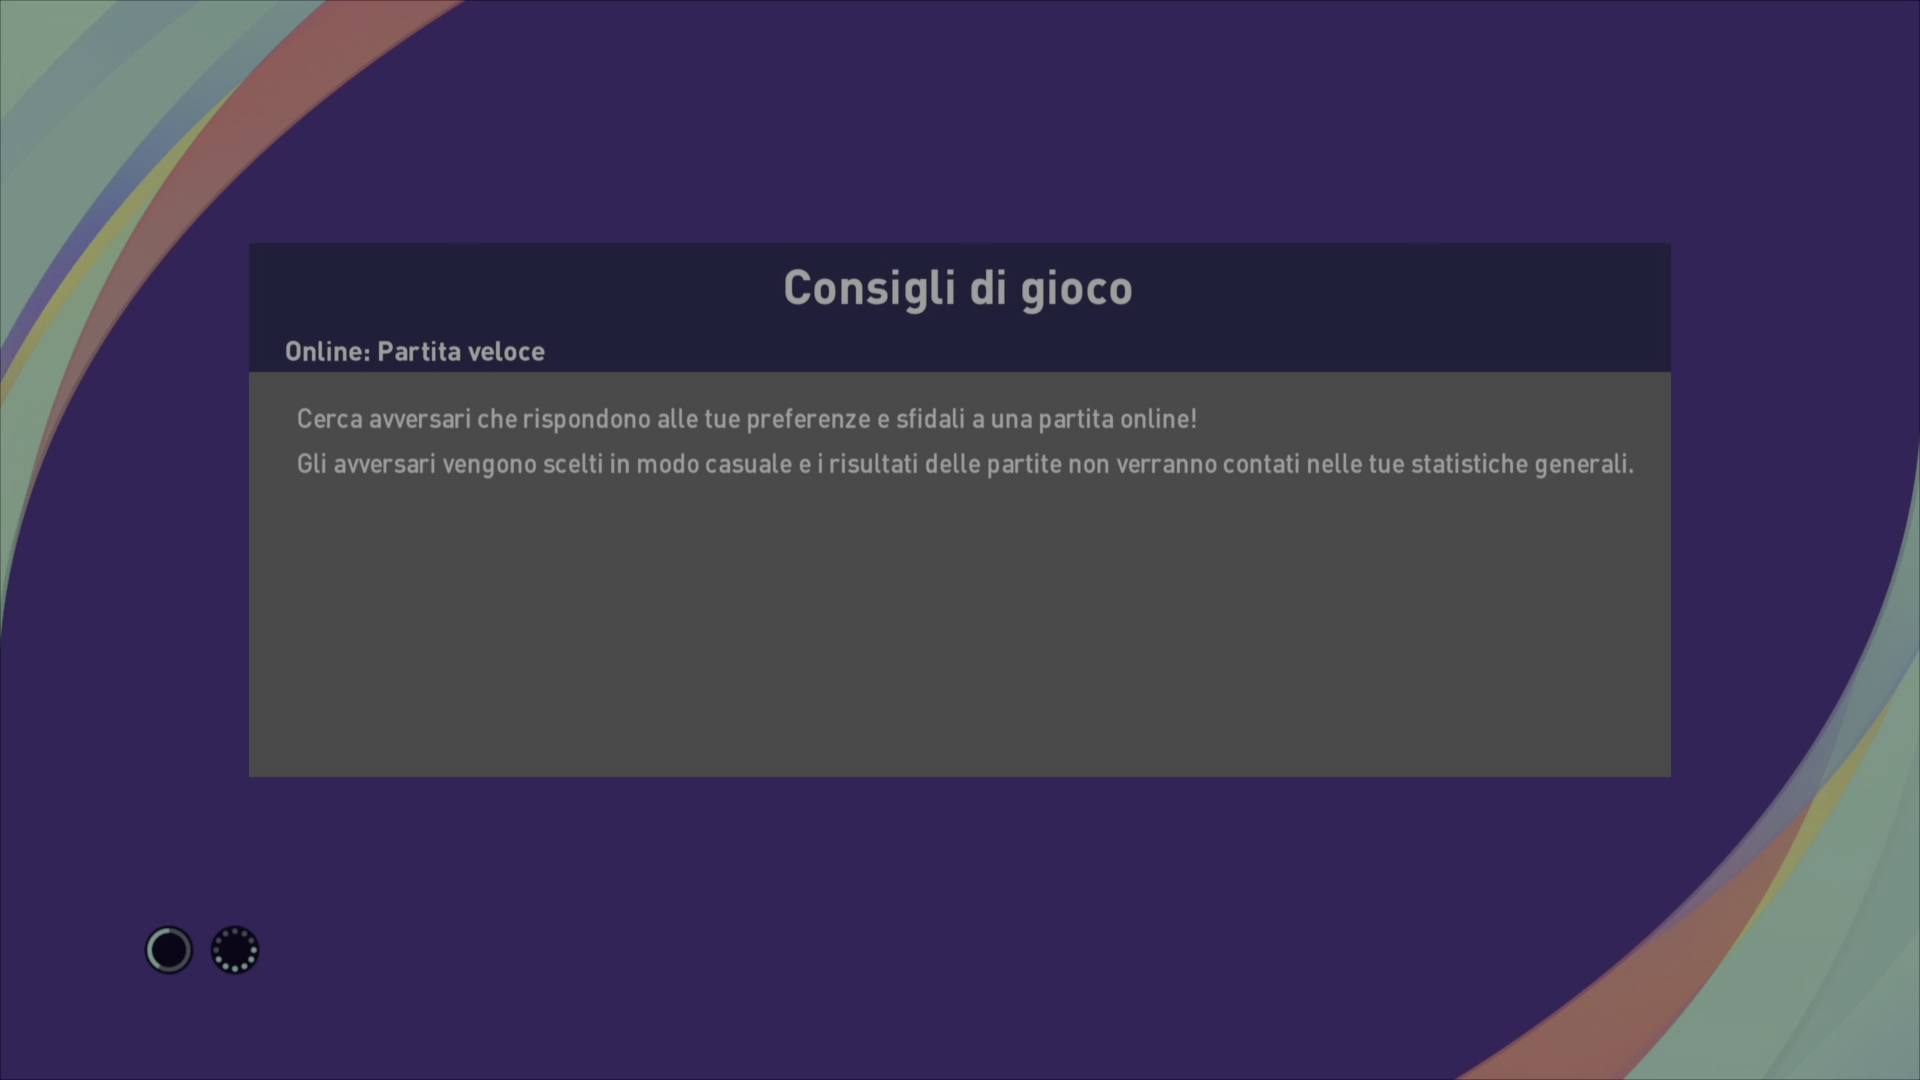 Consigli di gioco
Online: Partita veloce
Cerca avversari che rispondono alle tue preferenze e sfidali a una partita online!
Gli avversari vengono scelti in modo casuale e i risultati delle partite non verranno contati nelle tue statistiche generali.